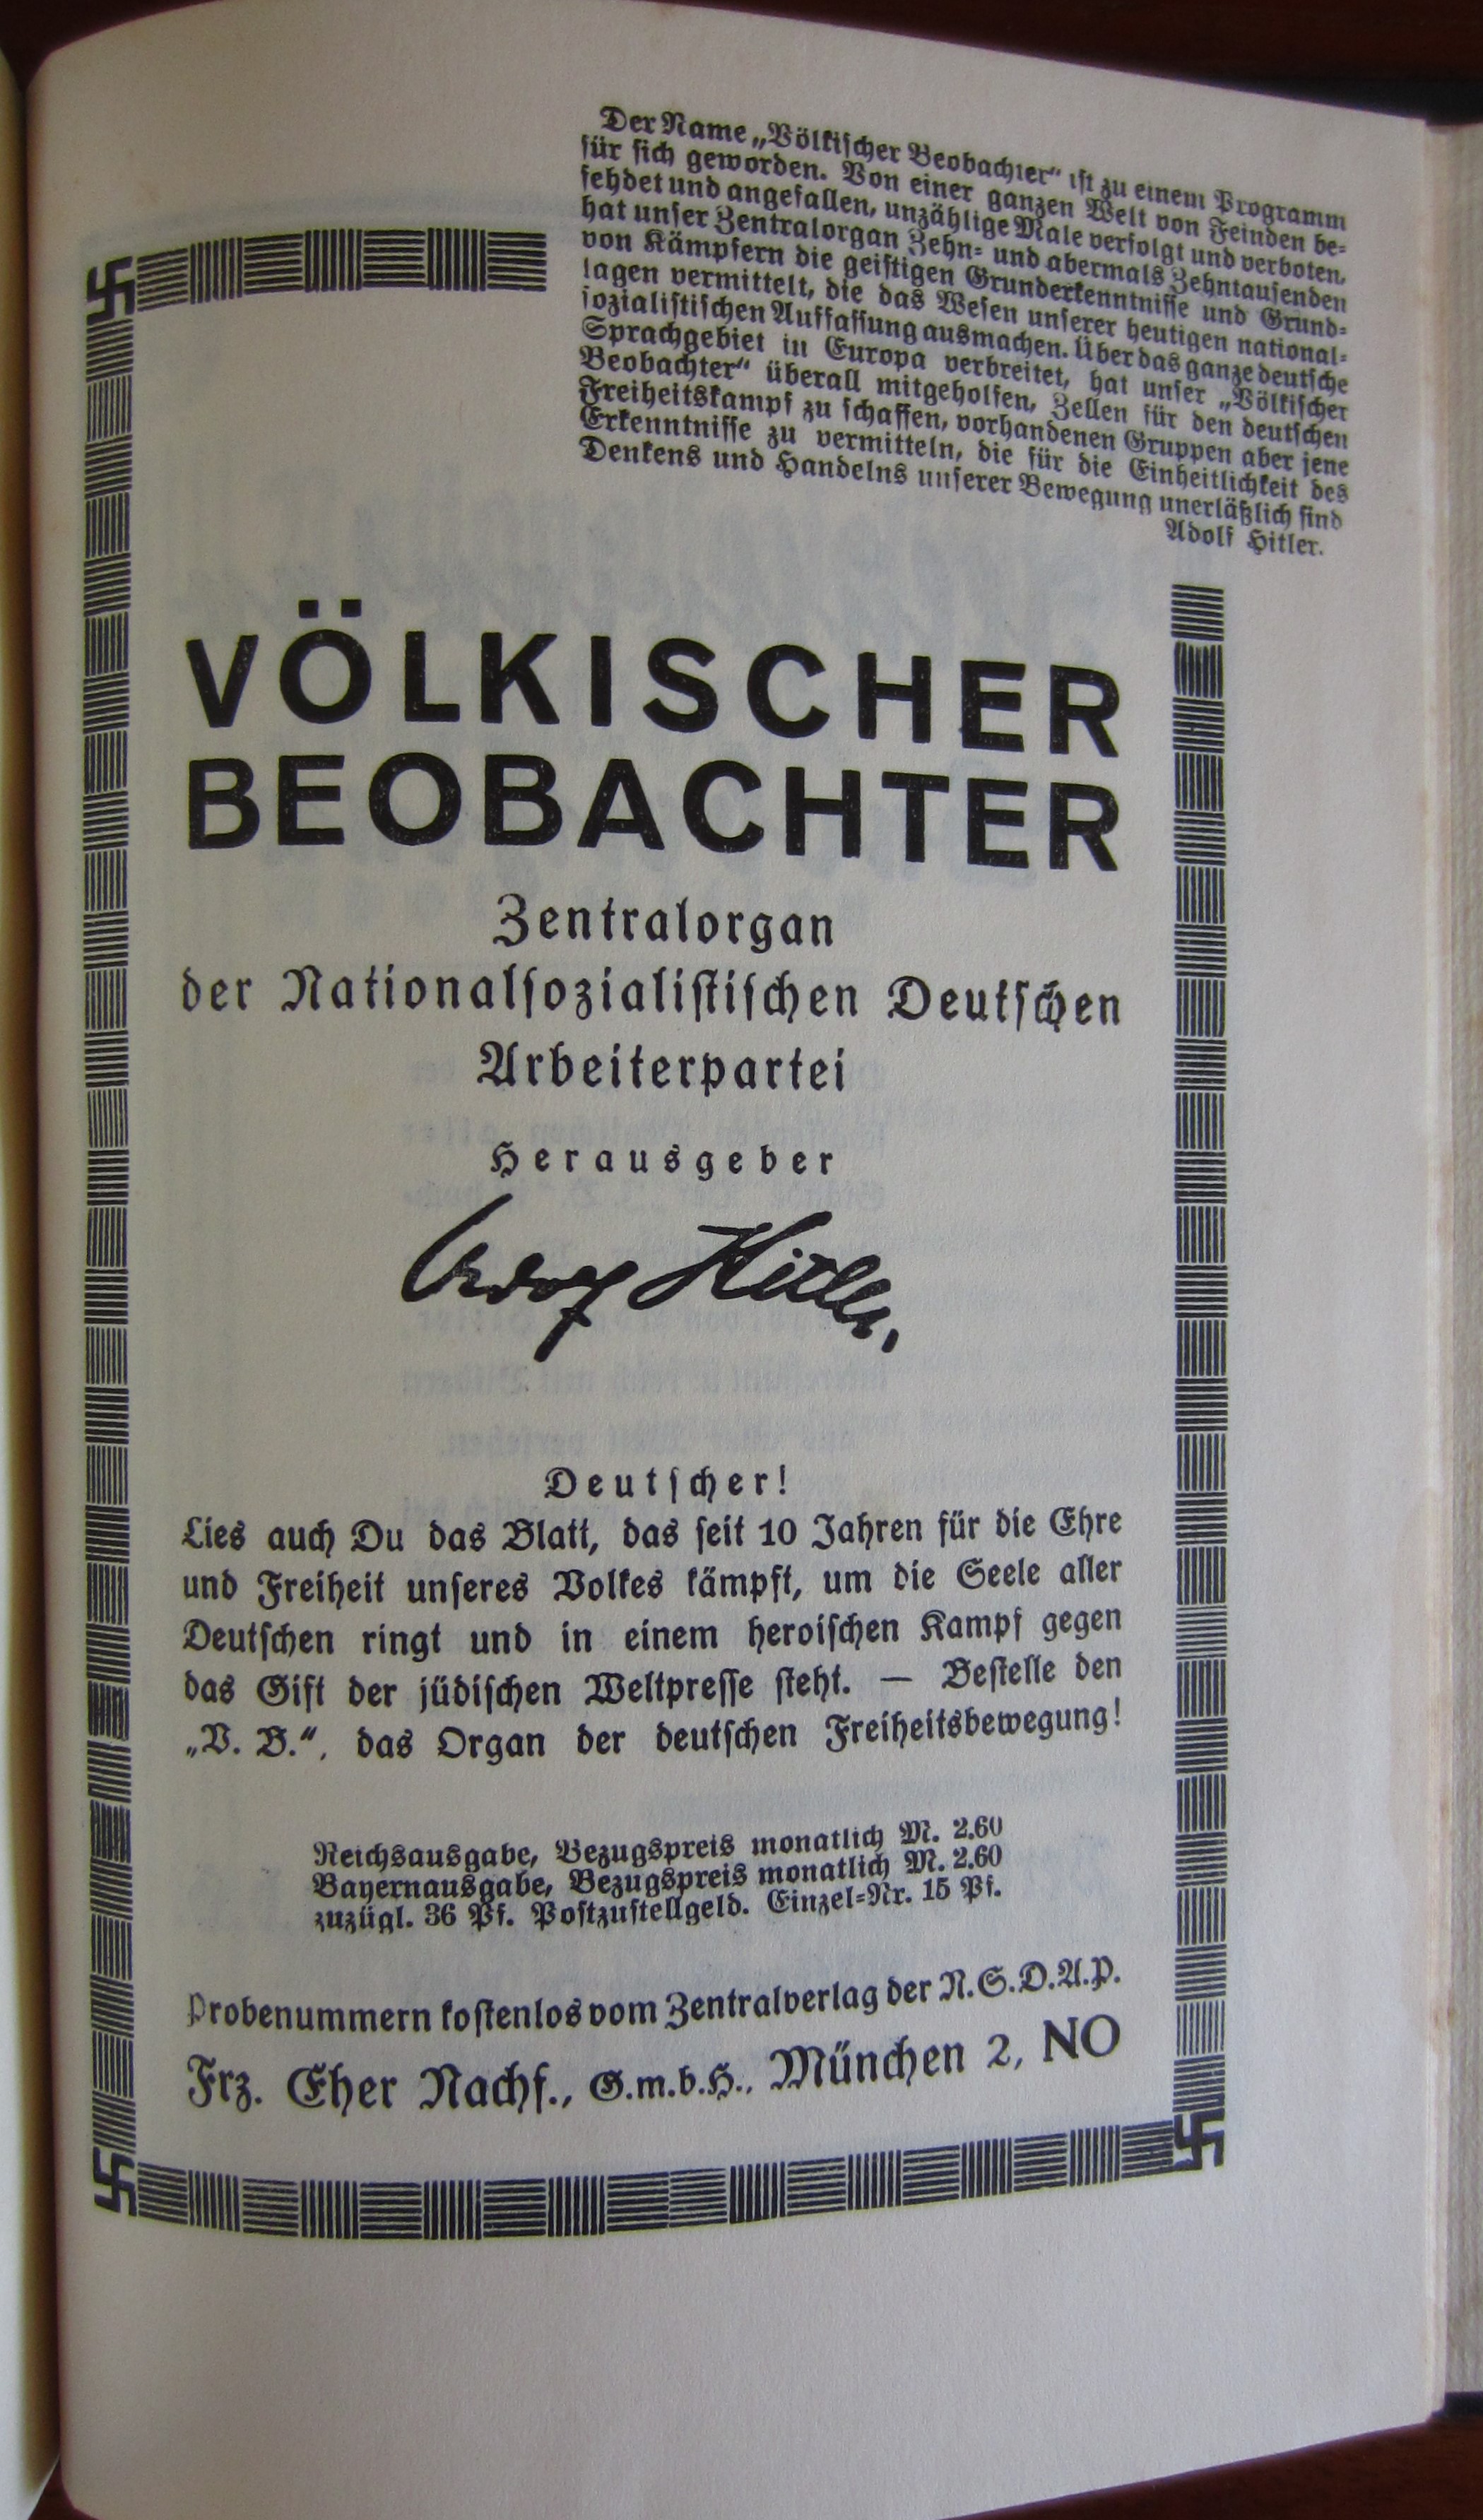 Der Name „Völkischer Beobachter“ ist zu einem Programm
für sich geworden. Von einer ganzen Welt von Feinden be-
fehdet und angefallen, unzählige Male verfolgt und verboten,
hat unser Zentralorgan Zehn- und abermals Zehntausenden
von Kämpfern die geistigen Grunderkenntnisse und Grund-
lagen vermittelt, die das Wesen unserer heutigen national-
sozialistischen Auffassung ausmachen. Über das ganze deutsche
Sprachgebiet in Europa verbreitet, hat unser „Völkischer
Beobachter“ überall mitgeholfen, Zellen für den deutschen
Freiheitskampf zu schaffen, vorhandenen Gruppen aber jene
Erkenntnisse zu vermitteln, die für die Einheitlichkeit des
Denkens und Handelns unserer Bewegung unerläßlich sind
Adolf Hitler.
VÖLKISCHER
BEOBACHTER
Zentralorgan
der Nationalsozialistischen Deutschen
Arbeiterpartei
Herausgeber
Adolf Hitler.
Deutscher!
Lies auch Du das Blatt, das seit 10 Jahren für die Ehre
und Freiheit unseres Volkes kämpft, um die Seele aller
Deutschen ringt und in einem heroischen Kampf gegen
das Gift der jüdischen Weltpresse steht. — Bestelle den
„V. B.“, das Organ der deutschen Freiheitsbewegung!
Reichsausgabe, Bezugspreis monatlich M. 2.60
Bayernausgabe, Bezugspreis monatlich M. 2.60
zuzügl. 36 Pf. Postzustellgeld. Einzel-Nr. 15 Pf.
Probenummern kostenlos vom Zentralverlag der N.S.D.A.P.
Frz. Eher Nachf., G.m.b.H., München 2, NO